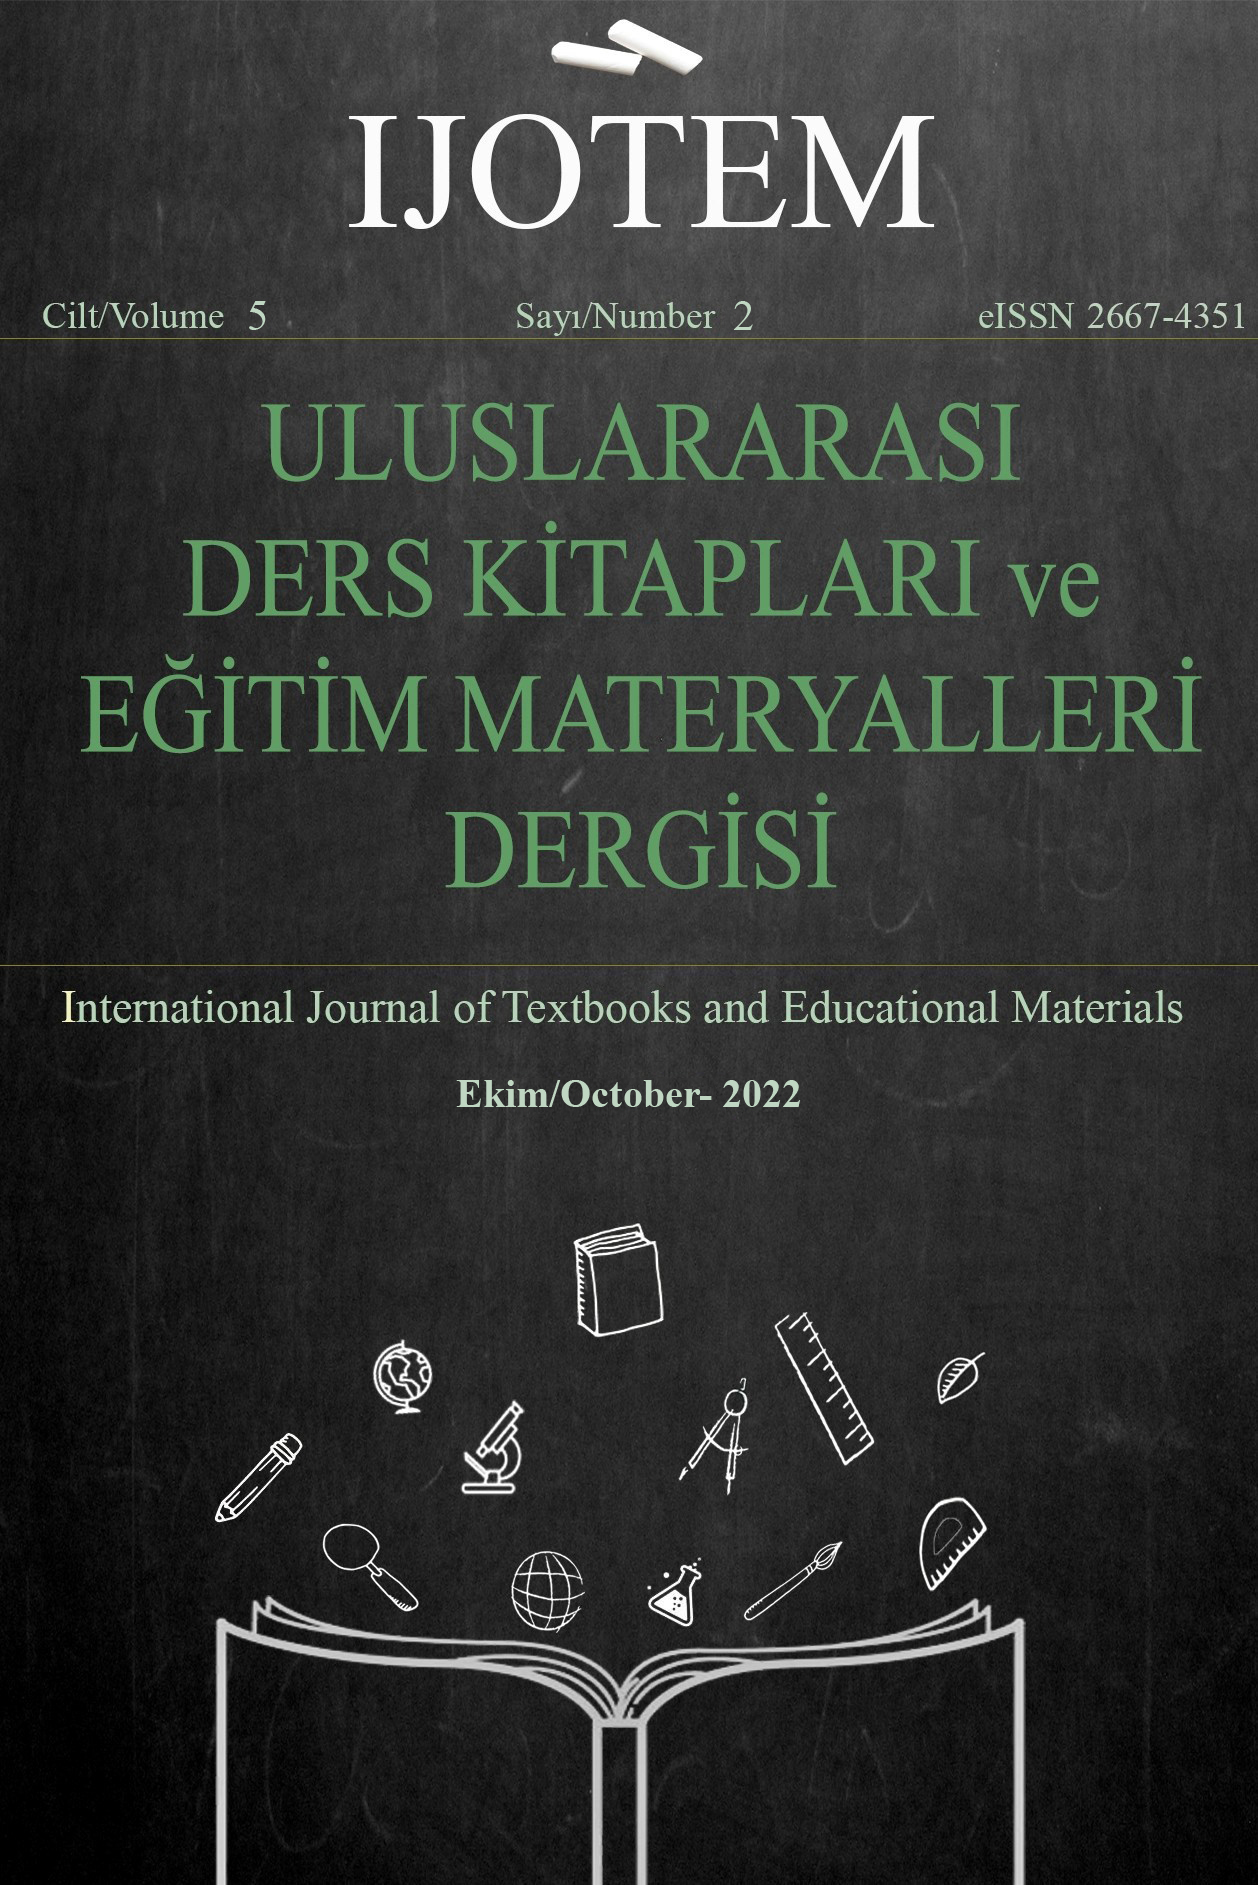 IJOTEM
Cilt/Volume 5 Sayı/Number 2 eISSN 2667-4351
ULUSLARARASI
DERS KİTAPLARI ve
EĞİTİM MATERYALLERİ
DERGİSİ
International Journal of Textbooks and Educational Materials
Ekim/October- 2022